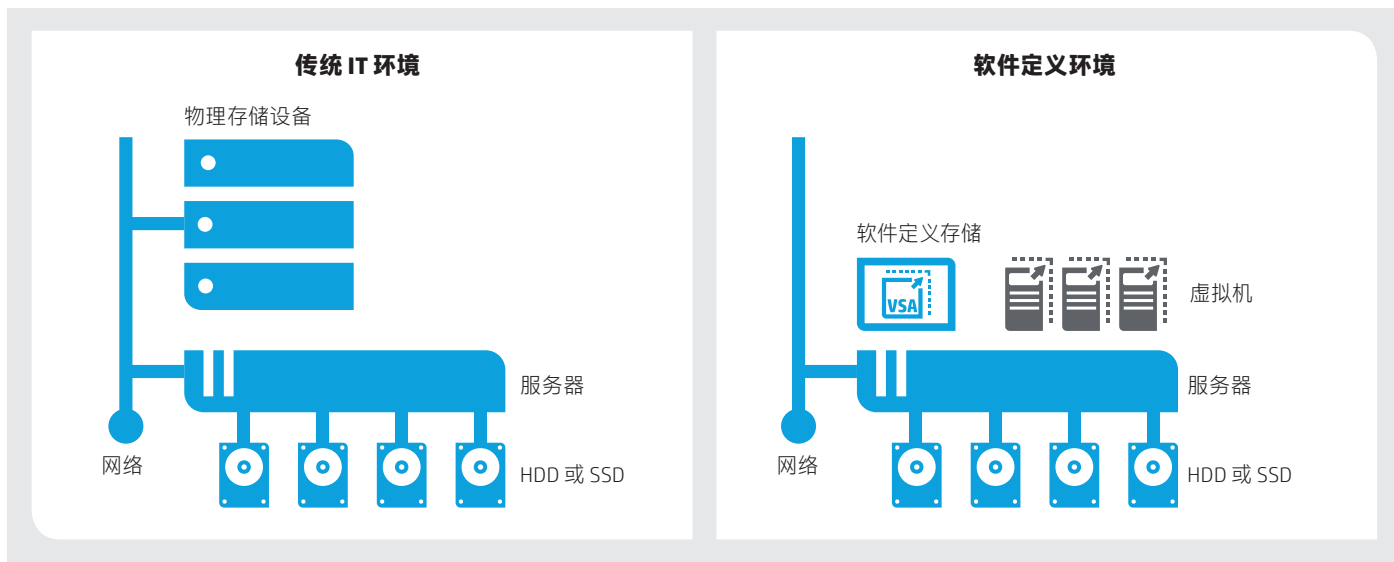 传统 IT 环境
物理存储设备
服务器
网络
HDD 或 SSD
软件定义环境
软件定义存储
VSA
虚拟机
服务器
网络
HDD 或 SSD